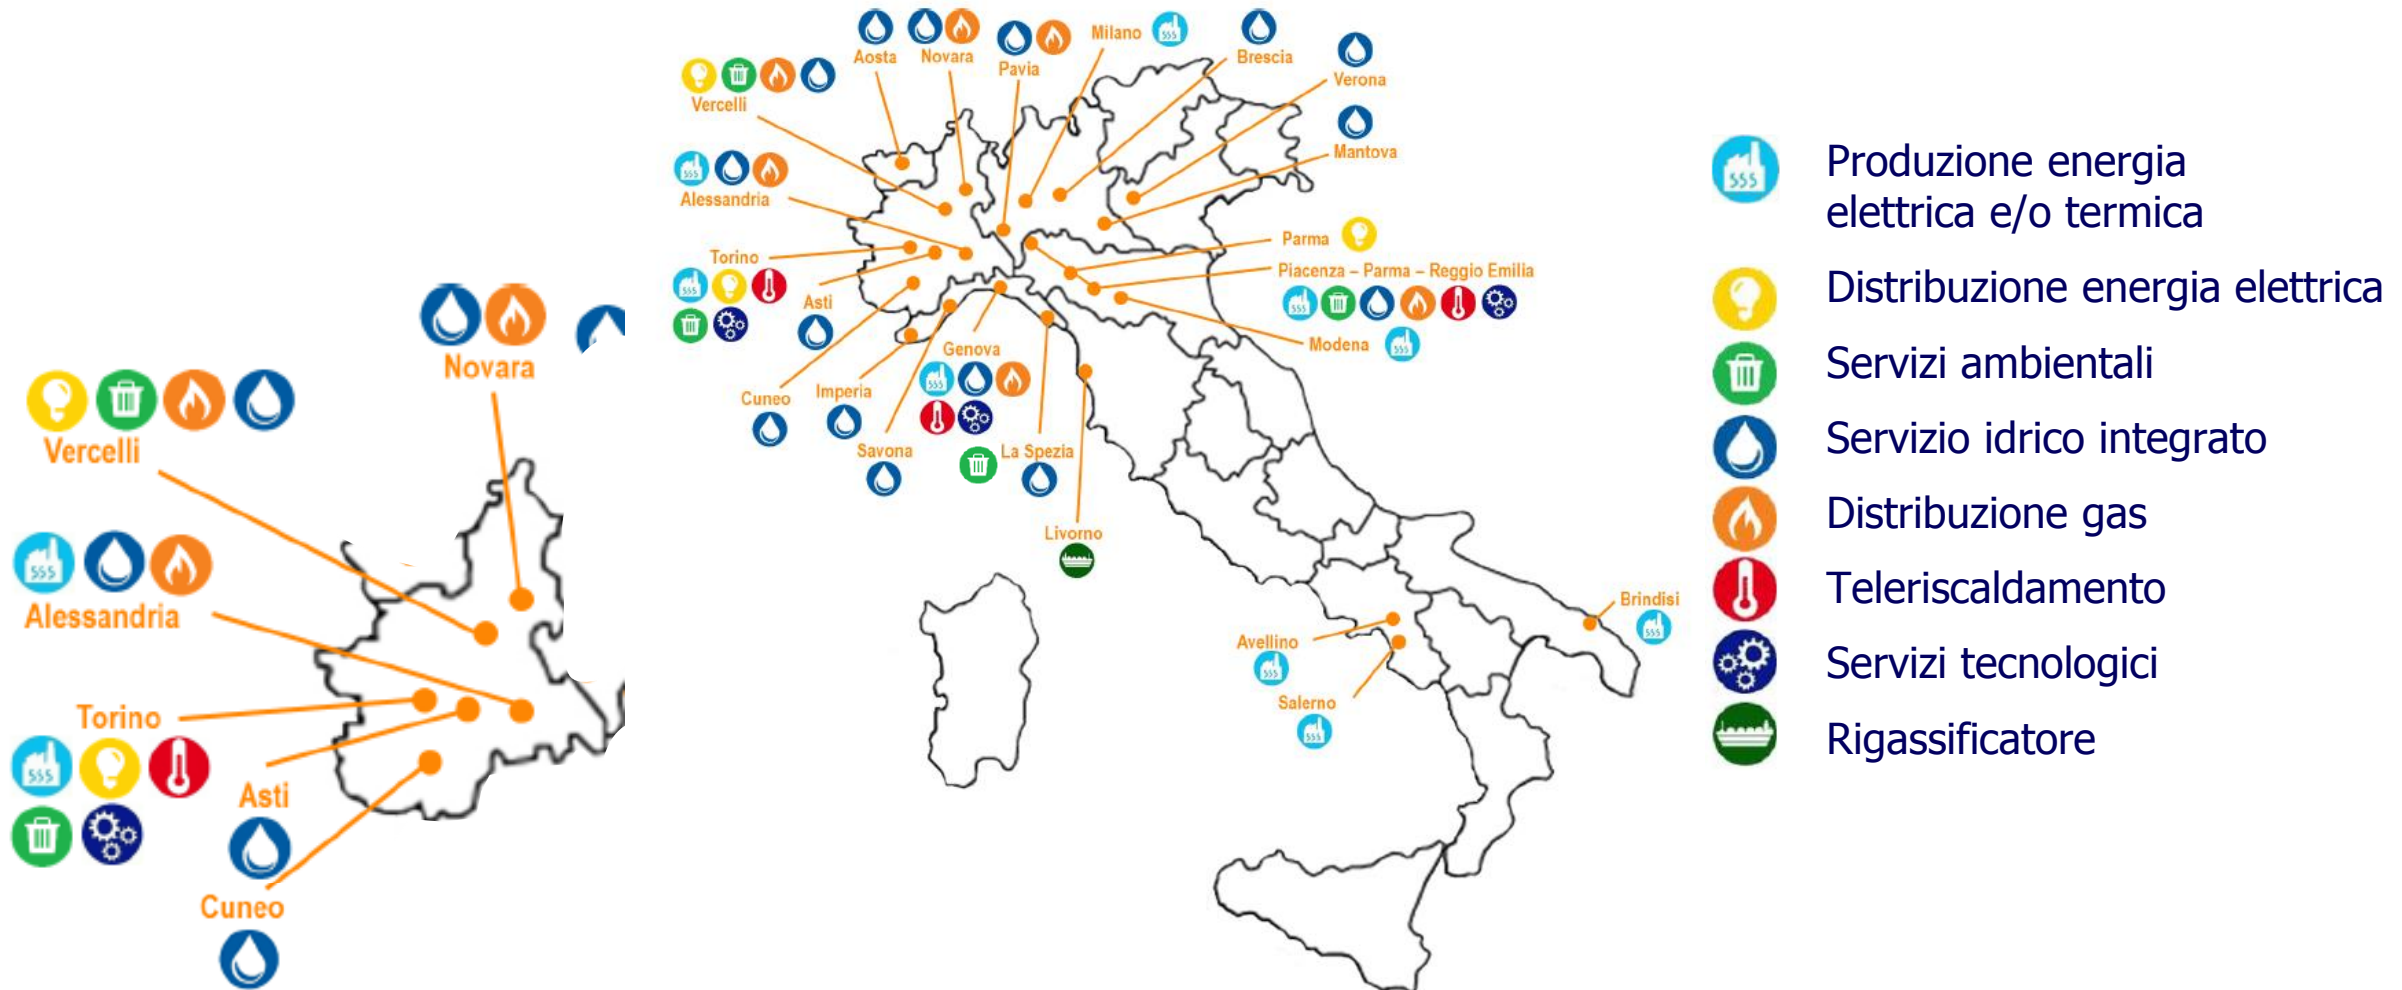 Novara
Vercelli
Alessandria
Torino
Asti
Cuneo
Aosta
Novara
Pavia
Milano
Brescia
Verona
Vercelli
Mantova
Alessandria
Torino
Asti
Cuneo
Imperia
Genova
Savona
La Spezia
Livorno
Parma
Piacenza – Parma – Reggio Emilia
Modena
Avellino
Salerno
Brindisi
Produzione energia
elettrica e/o termica
Distribuzione energia elettrica
Servizi ambientali
Servizio idrico integrato
Distribuzione gas
Teleriscaldamento
Servizi tecnologici
Rigassificatore